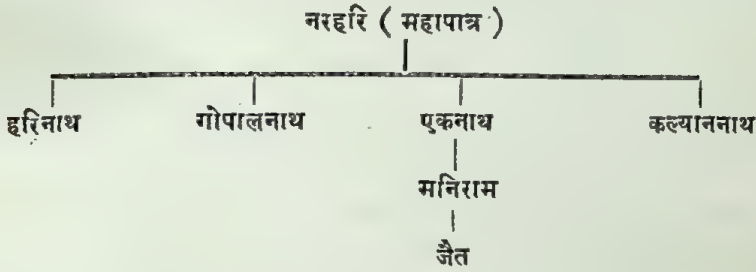 नरहरि ( महापात्र )
हरिनाथ गोपालनाथ एकनाथ कल्याननाथ
मनिराम
जैत